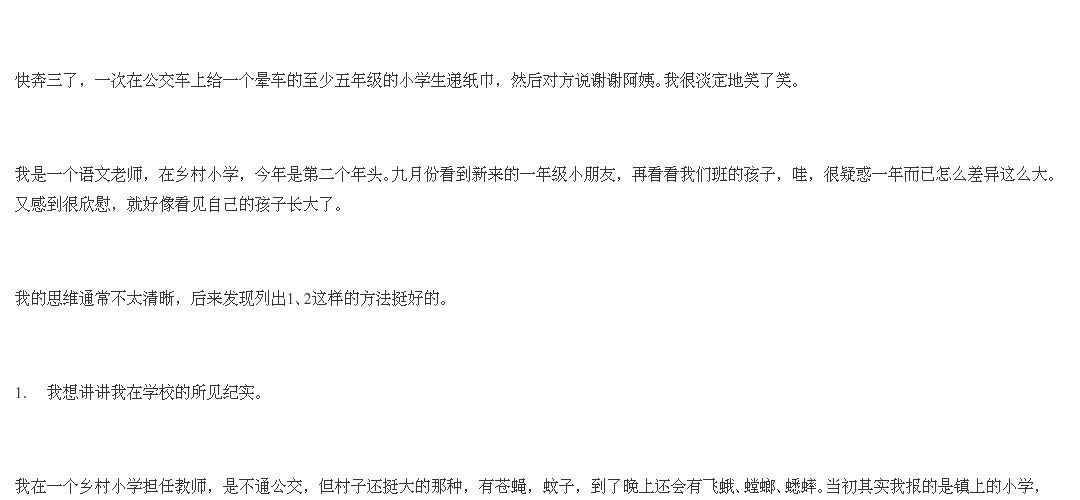 快奔三了，一次在公交车上给一个晕车的至少五年级的小学生递纸巾，然后对方说谢谢阿姨。我很淡定地笑了笑。
我是一个语文老师，在乡村小学，今年是第二个年头。九月份看到新来的一年级小朋友，再看看我们班的孩子，哇，很疑惑一年而已怎么差异这么大。
又感到很欣慰，就好像看见自己的孩子长大了。
我的思维通常不太清晰，后来发现列出1、2这样的方法挺好的。
1. 我想讲讲我在学校的所见纪实。
我在一个乡村小学担任教师，是不通公交，但村子还挺大的那种，有苍蝇，蚊子，到了晚上还会有飞蛾、螳螂、蟋蟀。当初其实我报的是镇上的小学，